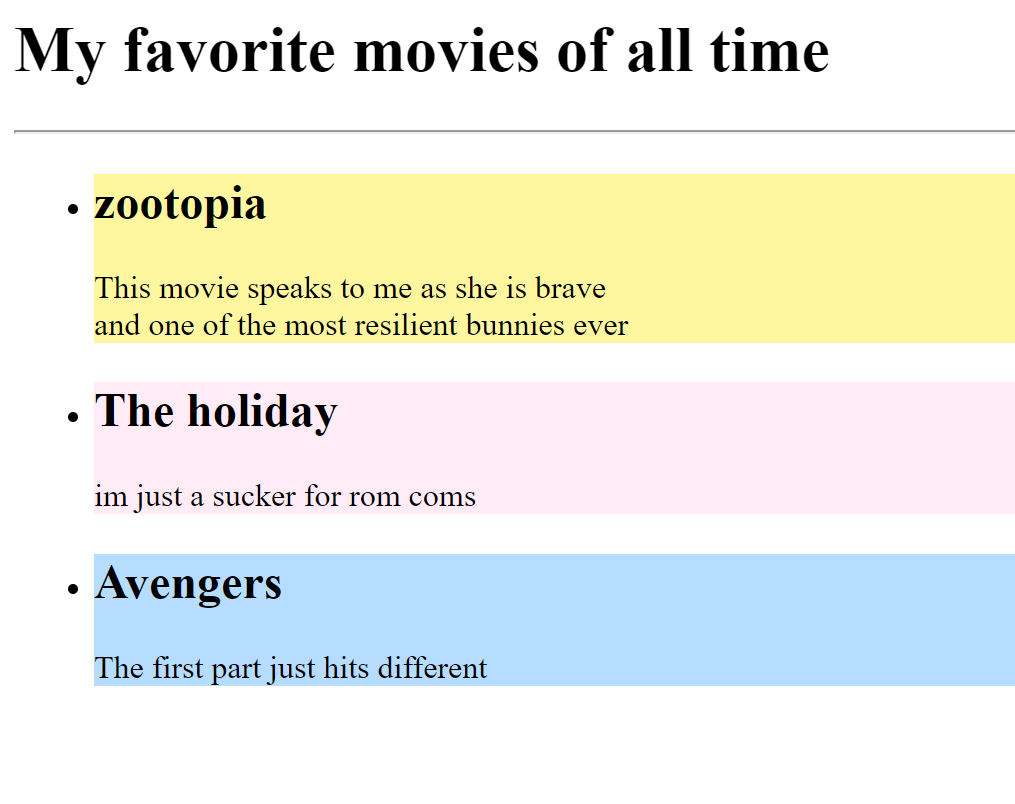 My favorite movies of all time
zootopia
This movie speaks to me as she is brave
and one of the most resilient bunnies ever
The holiday
im just a sucker for rom coms
Avengers
The first part just hits different